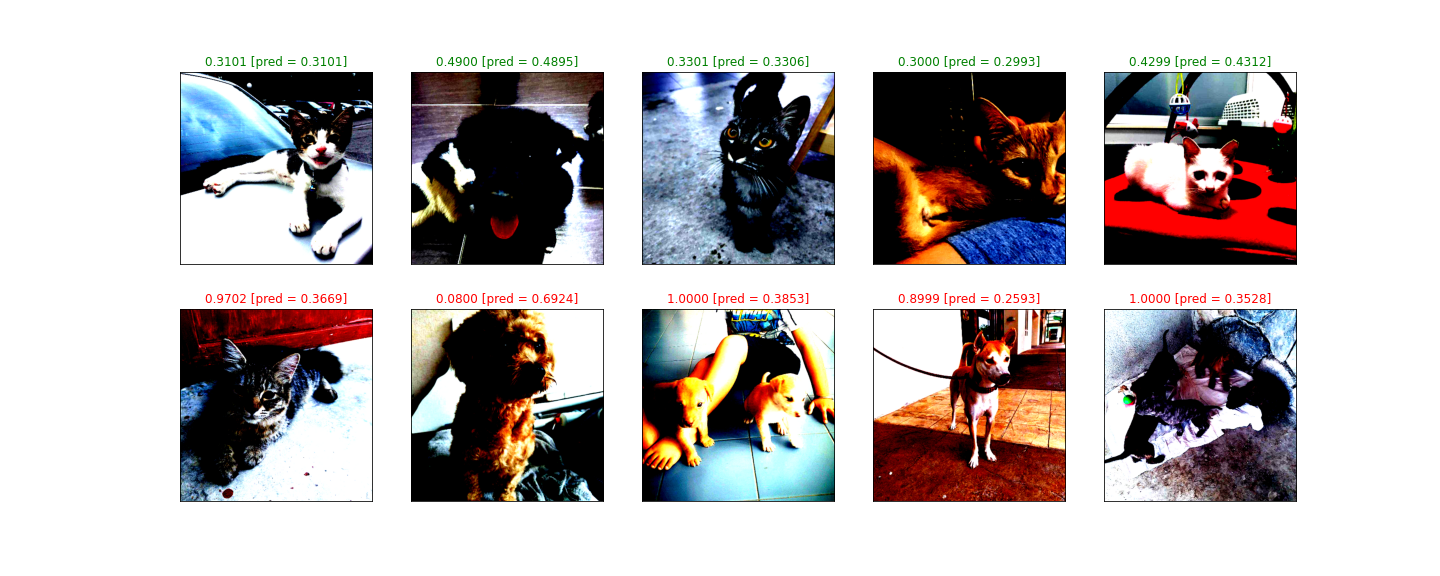 0.3101 [pred = 0.3101]
0.4900 [pred = 0.4895]
0.3301 [pred = 0.3306]
0.3000 [pred = 0.2993]
0.4299 [pred = 0.4312]
0.9702 [pred = 0.3669]
0.0800 [pred = 0.6924]
1.0000 [pred = 0.3853]
0.8999 [pred = 0.2593]
1.0000 [pred = 0.3528]